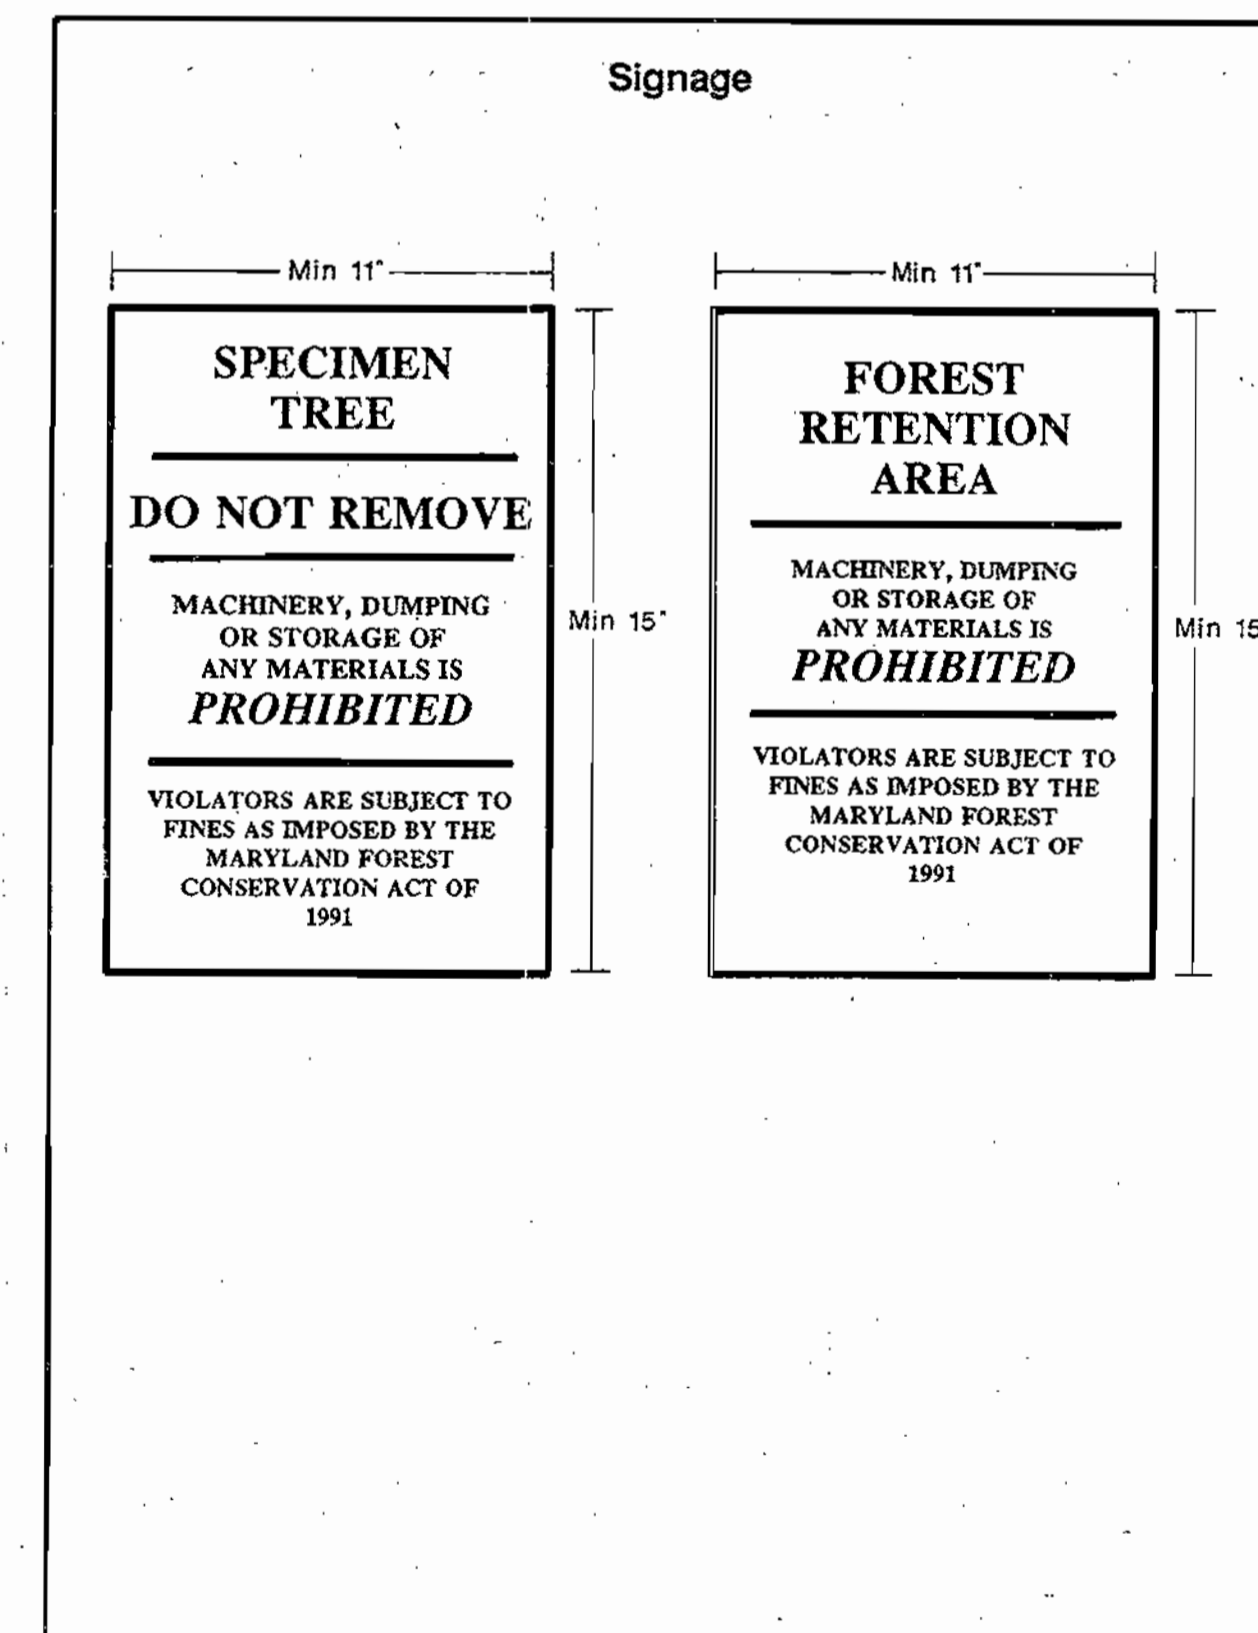 Signage
Min 11"
SPECIMEN
TREE
DO NOT REMOVE
MACHINERY, DUMPING
OR STORAGE OF
ANY MATERIALS IS
PROHIBITED
VIOLATORS ARE SUBJECT TO
FINES AS IMPOSED BY THE
MARYLAND FOREST
CONSERVATION ACT OF
1991
Min 15"
Min 11"
FOREST
RETENTION
AREA
MACHINERY, DUMPING
OR STORAGE OF
ANY MATERIALS IS
PROHIBITED
VIOLATORS ARE SUBJECT TO
FINES AS IMPOSED BY THE
MARYLAND FOREST
CONSERVATION ACT OF
1991
Min 15